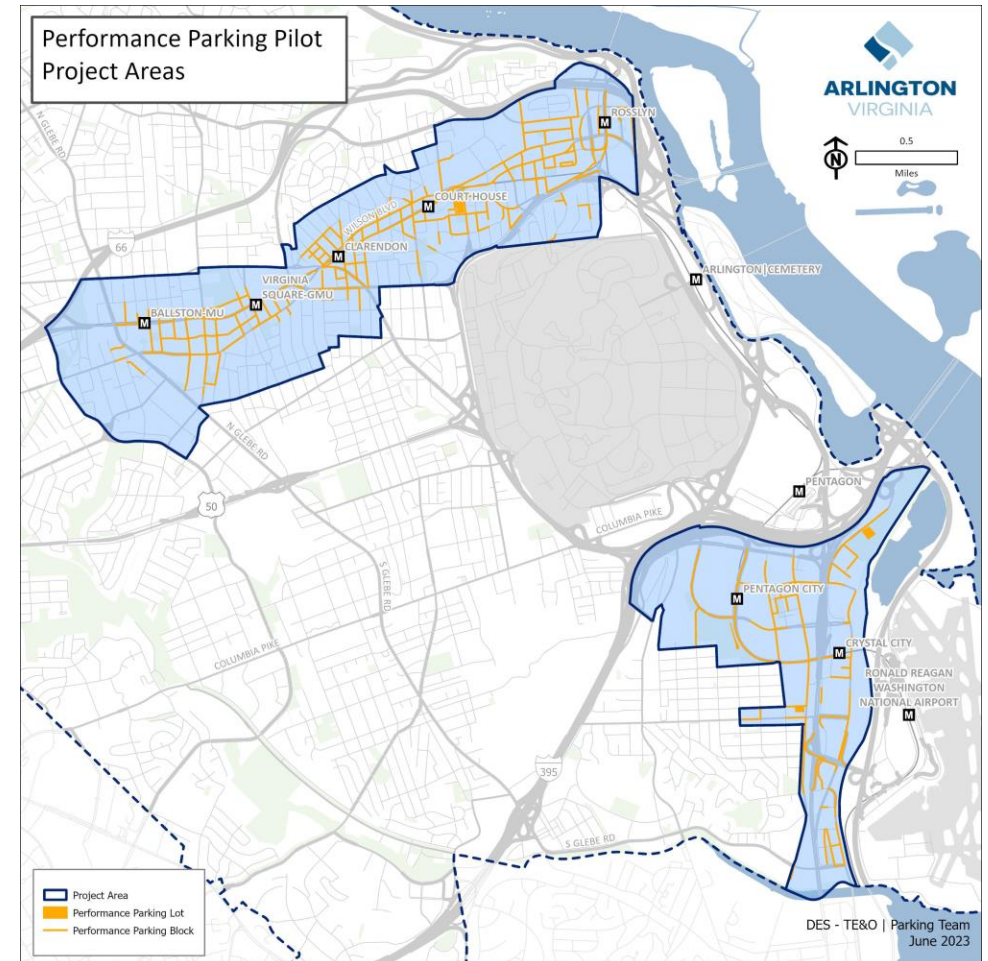 Performance Parking Pilot
Project Areas
ARLINGTON
VIRGINIA
N
0.5
Miles
N GLEBE RD
M
ROSSLYN
M
COURT HOUSE
WILSON BLVD
M
CLARENDON
66
VIRGINIA
SQUARE-GMU
M
M
BALLSTON-MU
ARLINGTON CEMETERY
M
N GLEBE RD
50
PENTAGON
M
COLUMBIA PIKE
S GLEBE RD
PENTAGON CITY
M
COLUMBIA PIKE
CRYSTAL CITY
M
RONALD REAGAN
WASHINGTON
NATIONAL AIRPORT
M
395
S GLEBE RD
Project Area
Performance Parking Lot
Performance Parking Block
DES - TE&O | Parking Team
June 2023